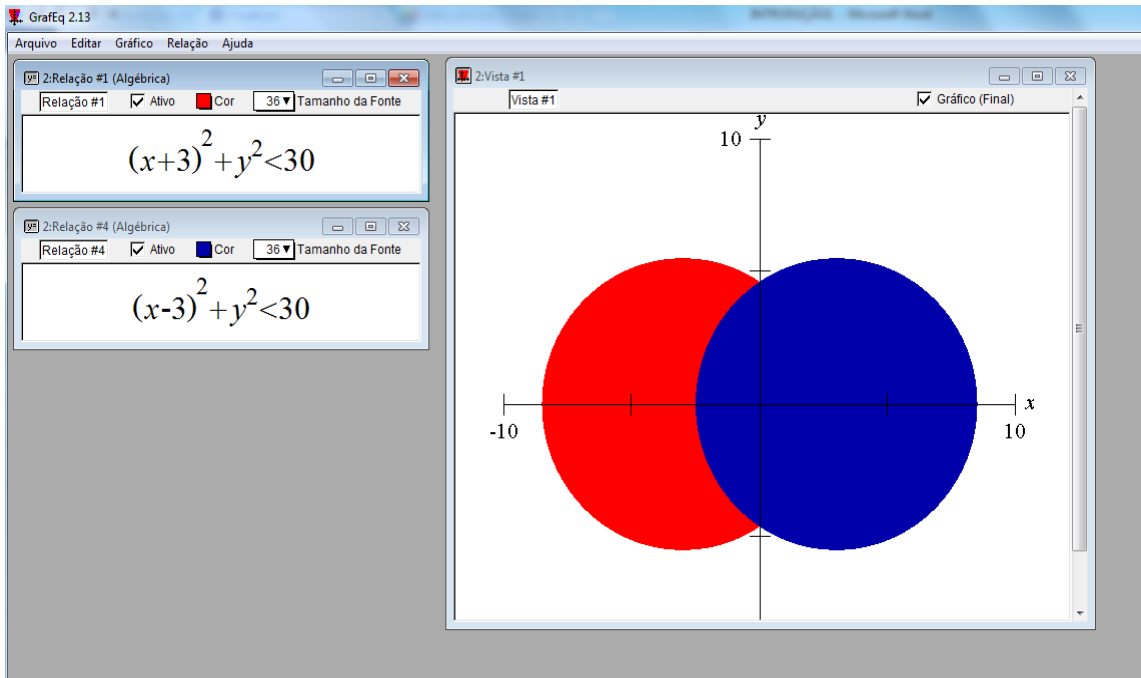 GrafEq 2.13
Arquivo Editar Gráfico Relação Ajuda
2:Relação #1 (Algébrica)
Relação #1 Ativo Cor 36 Tamanho da Fonte
(x+3)²+y²<30
2:Relação #4 (Algébrica)
Relação #4 Ativo Cor 36 Tamanho da Fonte
(x-3)²+y²<30
2:Vista #1
Vista #1 Gráfico (Final)
y
10
x
-10
10